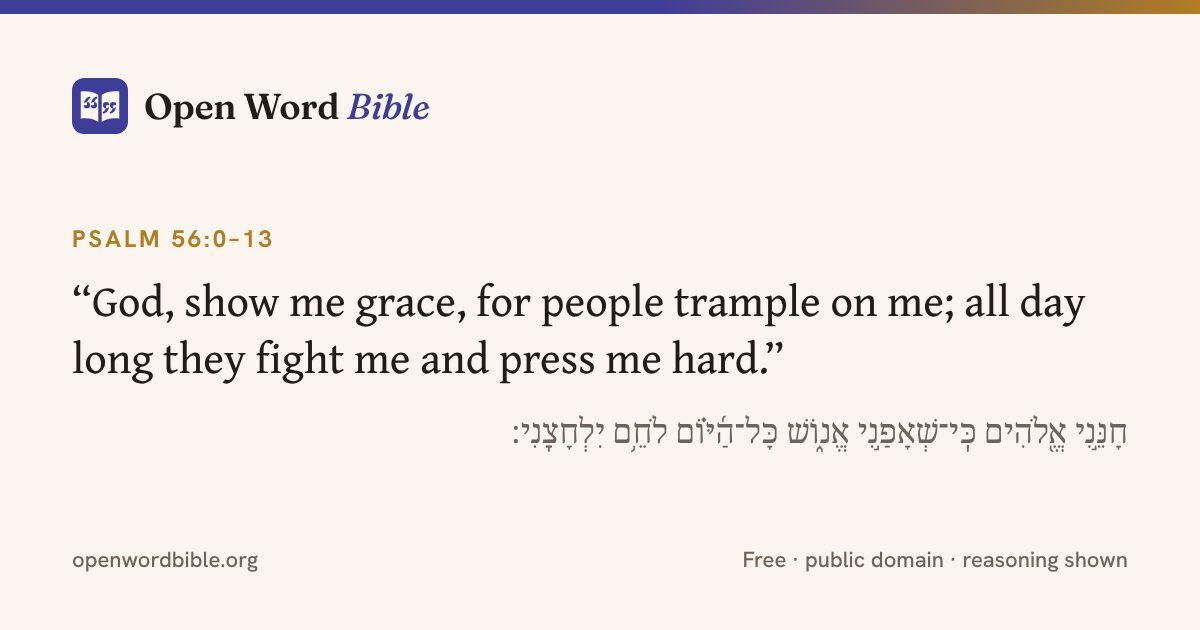 Open Word Bible
PSALM 56:0–13
“God, show me grace, for people trample on me; all day
long they fight me and press me hard.”
חָנֵּ֣נִי אֱ֭לֹהִים כִּֽי־שְׁאָפַ֣נִי אֱנ֑וֹשׁ כָּל־הַ֝יּ֗וֹם לֹחֵ֥ם יִלְחָצֵֽנִי׃
openwordbible.org
Free · public domain · reasoning shown